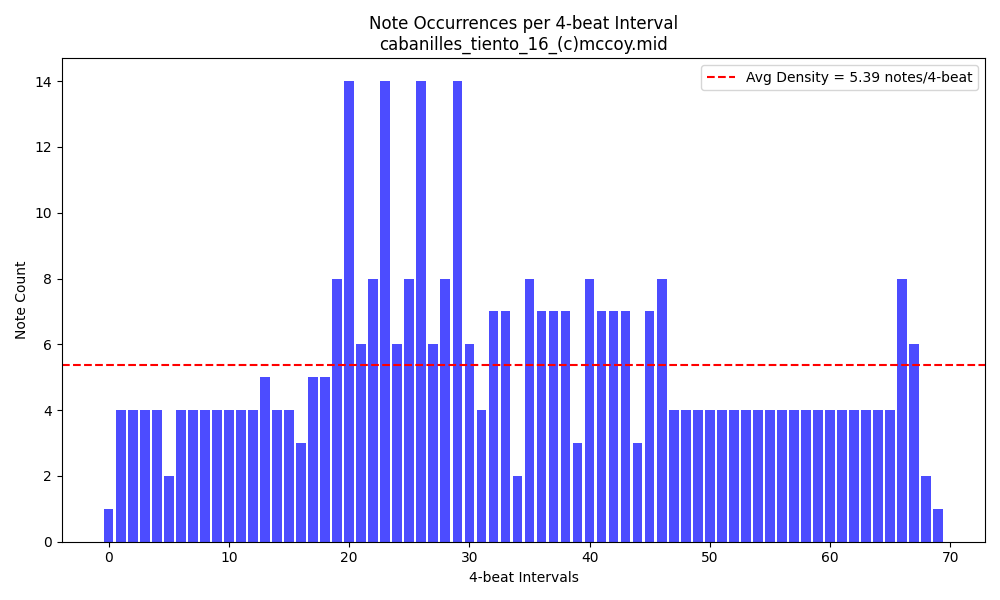 Note Occurrences per 4-beat Interval
cabanilles_tiento_16_(c)mccoy.mid
Avg Density = 5.39 notes/4-beat
Note Count
14
12
10
8
6
4
2
0
0 10 20 30 40 50 60 70
4-beat Intervals